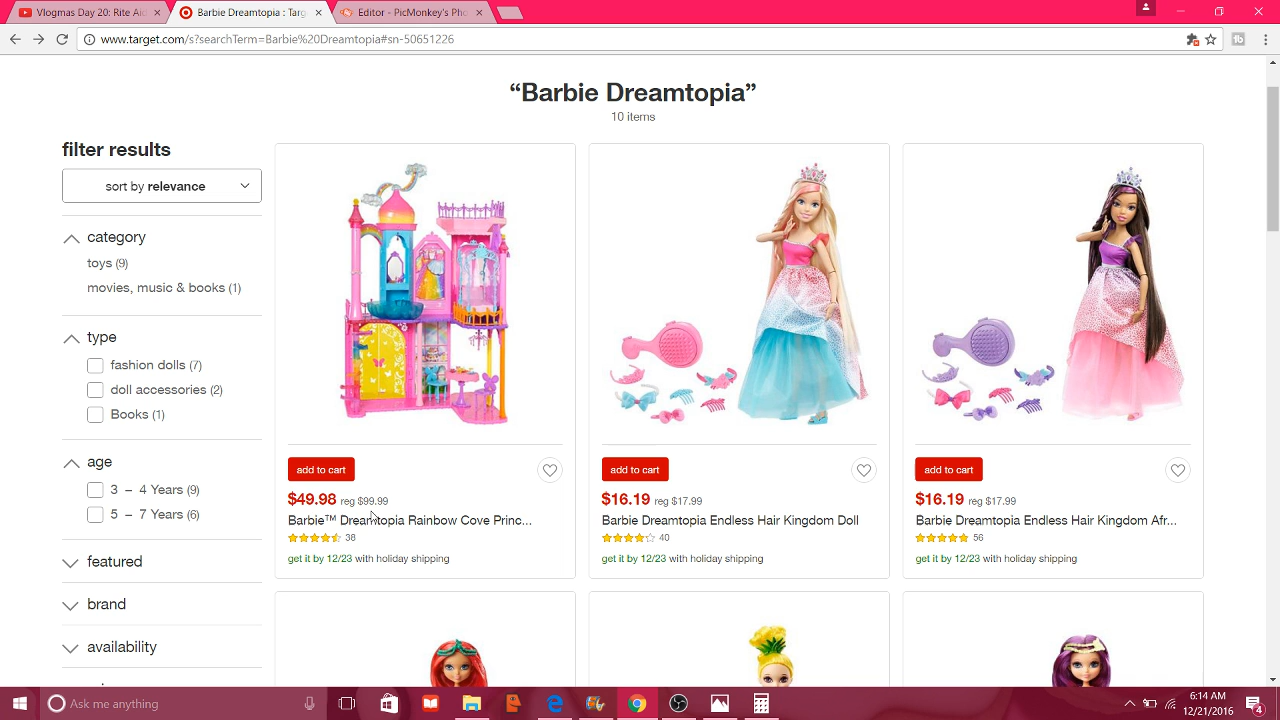 Vlogmas Day 20: Rite Aid
Barbie Dreamtopia : Targ
Editor - PicMonkey's Pho
www.target.com/s?searchTerm=Barbie%20Dreamtopia#sn-50651226
“Barbie Dreamtopia”
10 items
filter results
sort by relevance
category
toys (9)
movies, music & books (1)
type
fashion dolls (7)
doll accessories (2)
Books (1)
age
3 – 4 Years (9)
5 – 7 Years (6)
featured
brand
availability
add to cart
$49.98 reg $99.99
Barbie™ Dreamtopia Rainbow Cove Princ...
38
get it by 12/23 with holiday shipping
add to cart
$16.19 reg $17.99
Barbie Dreamtopia Endless Hair Kingdom Doll
40
get it by 12/23 with holiday shipping
add to cart
$16.19 reg $17.99
Barbie Dreamtopia Endless Hair Kingdom Afr...
56
get it by 12/23 with holiday shipping
Ask me anything
6:14 AM
12/21/2016
4